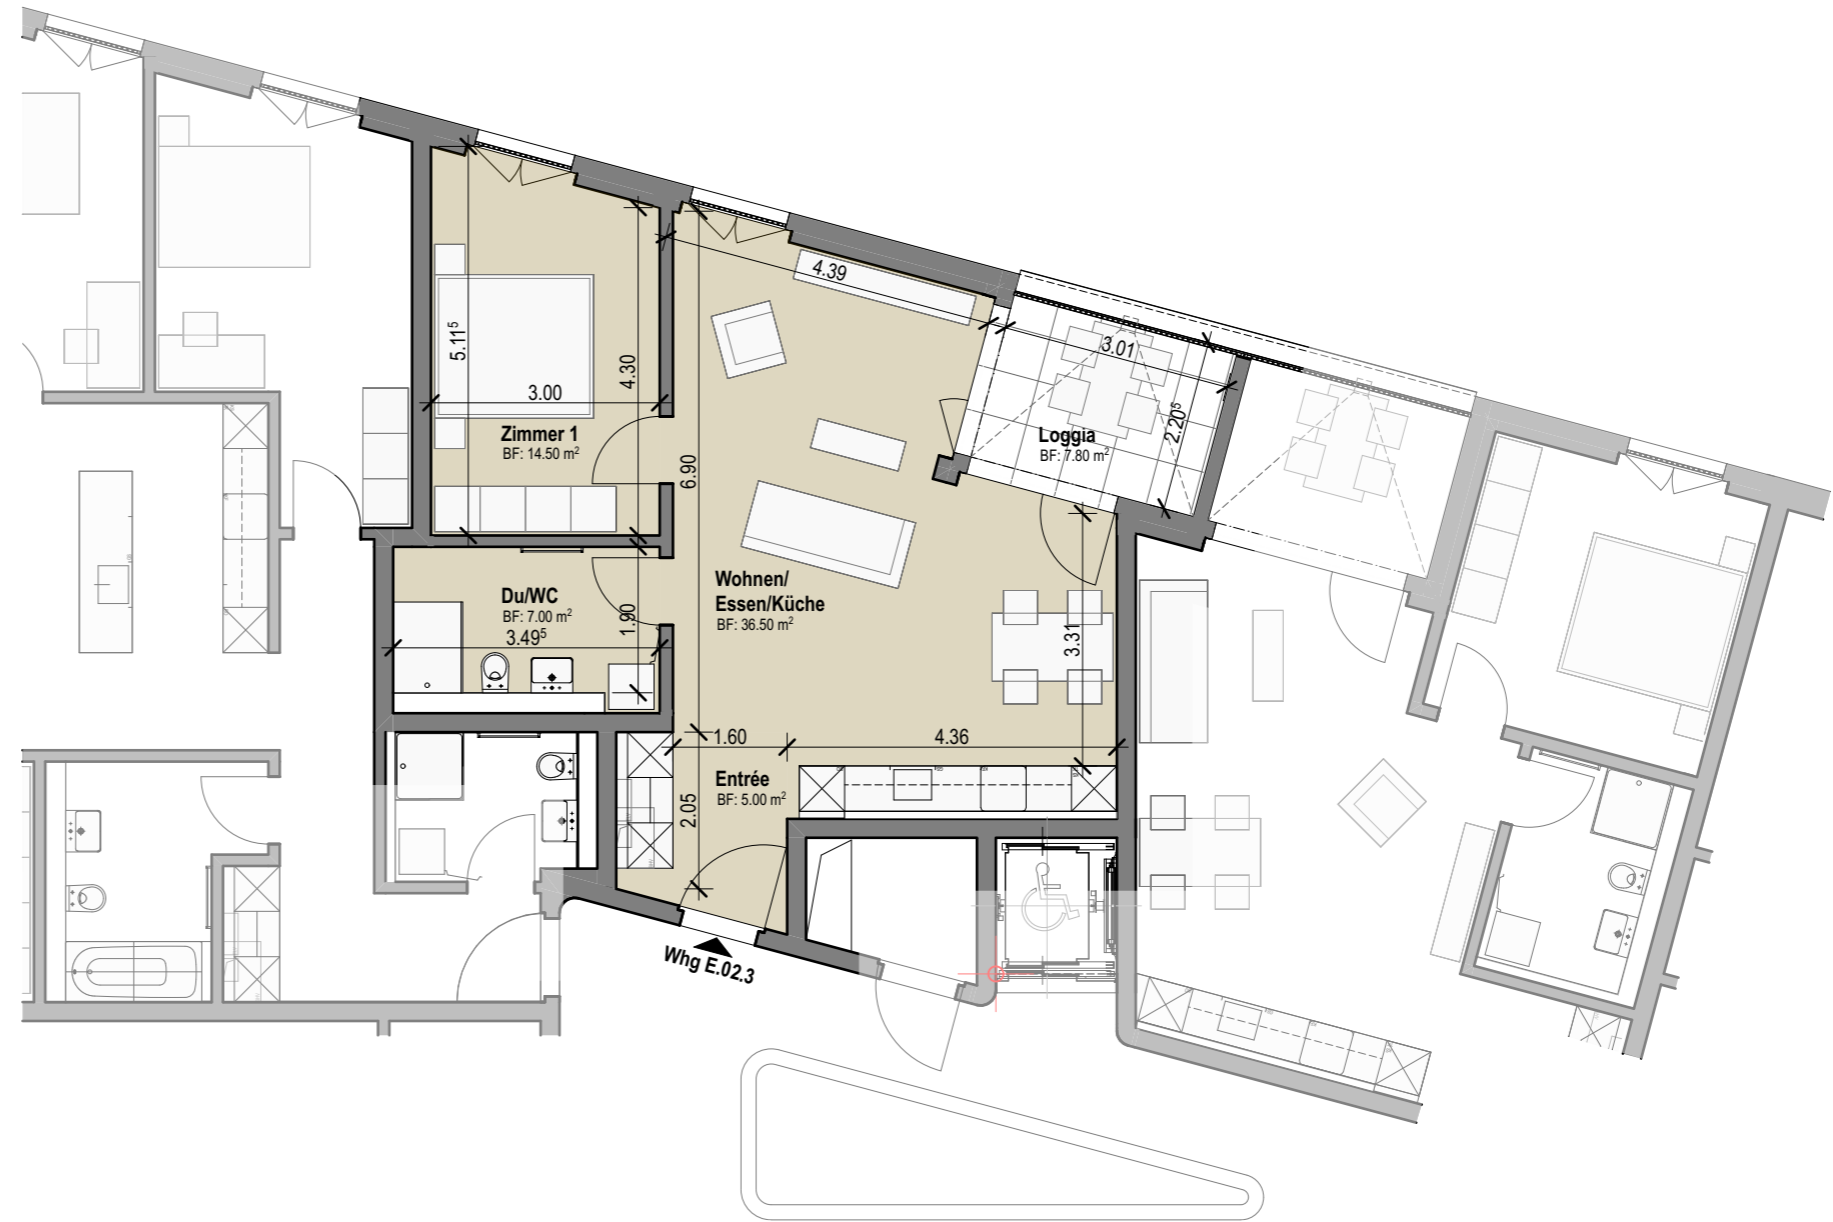 4.39
3.01
5.11⁵
4.30
3.00
2.20⁵
Zimmer 1
BF: 14.50 m²
Loggia
BF: 7.80 m²
6.90
Wohnen/
Essen/Küche
BF: 36.50 m²
Du/WC
BF: 7.00 m²
3.49⁵
1.90
3.31
1.60
4.36
Entrée
BF: 5.00 m²
2.05
Whg E.02.3